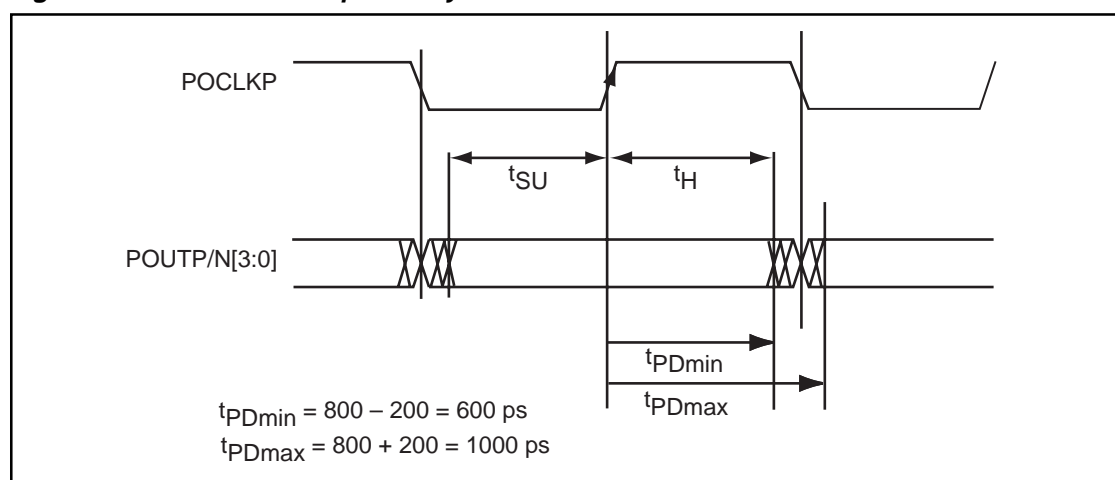 POCLKP
tSU
tH
POUTP/N[3:0]
tPDmin
tPDmax
tPDmin = 800 – 200 = 600 ps
tPDmax = 800 + 200 = 1000 ps